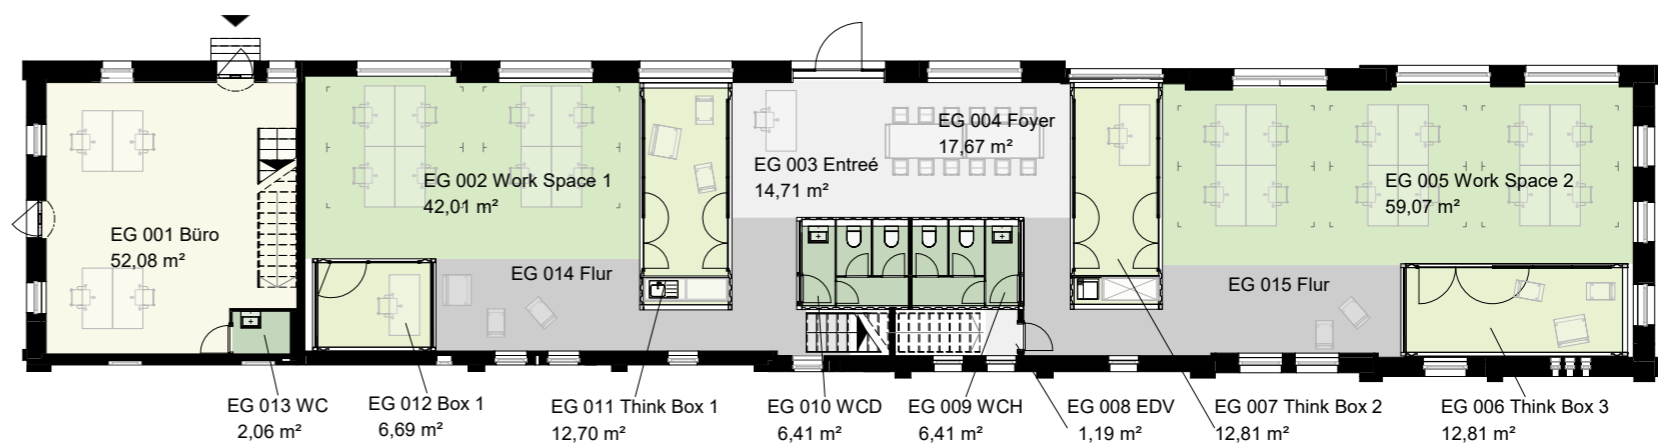 EG 001 Büro
52,08 m²
EG 002 Work Space 1
42,01 m²
EG 003 Entreé
14,71 m²
EG 004 Foyer
17,67 m²
EG 005 Work Space 2
59,07 m²
EG 014 Flur
EG 015 Flur
EG 013 WC
2,06 m²
EG 012 Box 1
6,69 m²
EG 011 Think Box 1
12,70 m²
EG 010 WCD
6,41 m²
EG 009 WCH
6,41 m²
EG 008 EDV
1,19 m²
EG 007 Think Box 2
12,81 m²
EG 006 Think Box 3
12,81 m²